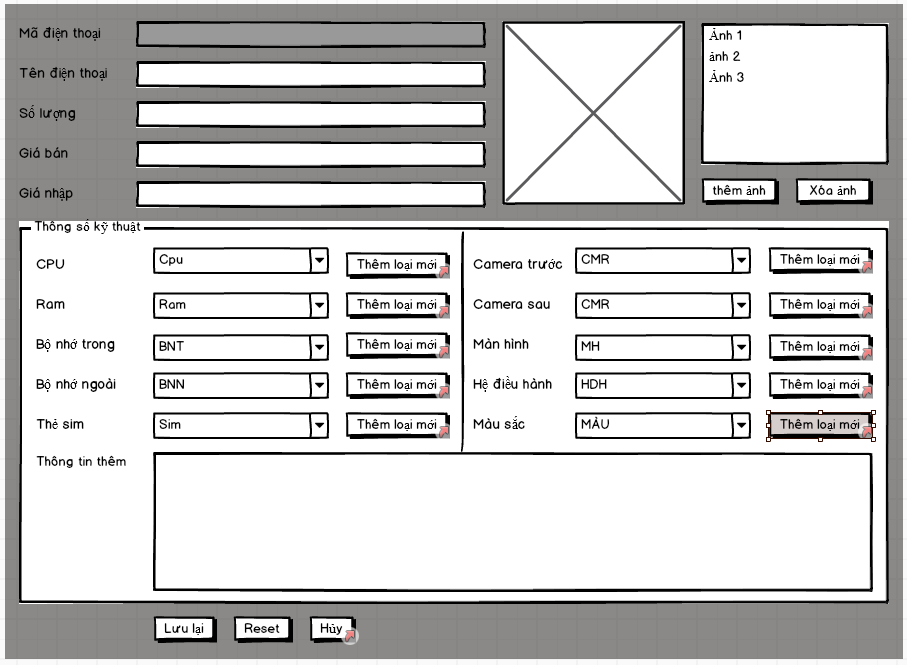 Mã điện thoại
Tên điện thoại
Số lượng
Giá bán
Giá nhập
Ảnh 1
ảnh 2
Ảnh 3
thêm ảnh Xóa ảnh
Thông số kỹ thuật
CPU Cpu Thêm loại mới Camera trước CMR Thêm loại mới
Ram Ram Thêm loại mới Camera sau CMR Thêm loại mới
Bộ nhớ trong BNT Thêm loại mới Màn hình MH Thêm loại mới
Bộ nhớ ngoài BNN Thêm loại mới Hệ điều hành HDH Thêm loại mới
Thẻ sim Sim Thêm loại mới Màu sắc MÀU Thêm loại mới
Thông tin thêm
Lưu lại Reset Hủy